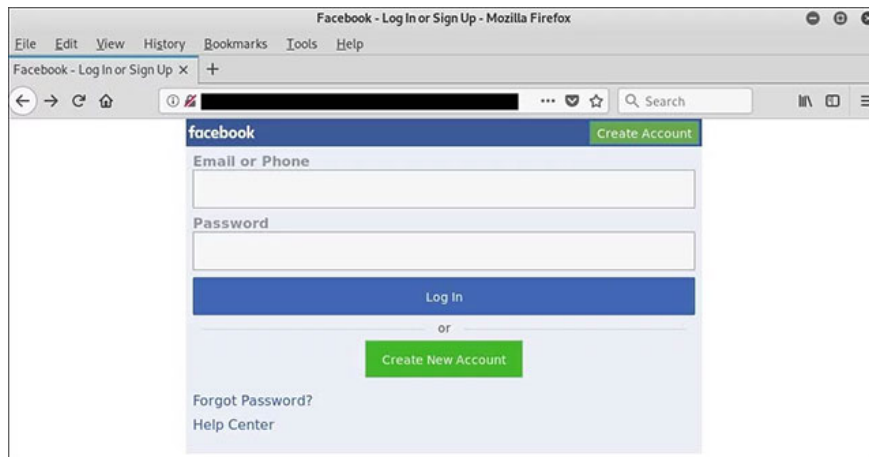 Facebook - Log In or Sign Up - Mozilla Firefox
File Edit View History Bookmarks Tools Help
Facebook - Log In or Sign Up × +
Search
facebook Create Account
Email or Phone
Password
Log In
or
Create New Account
Forgot Password?
Help Center